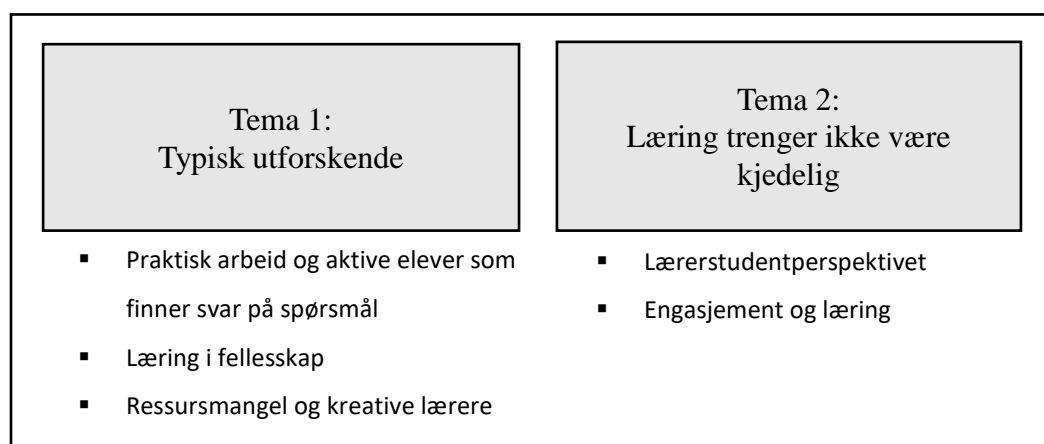 Tema 1:
Typisk utforskende
▪ Praktisk arbeid og aktive elever som
finner svar på spørsmål
▪ Læring i fellesskap
▪ Ressursmangel og kreative lærere
Tema 2:
Læring trenger ikke være
kjedelig
▪ Lærerstudentperspektivet
▪ Engasjement og læring